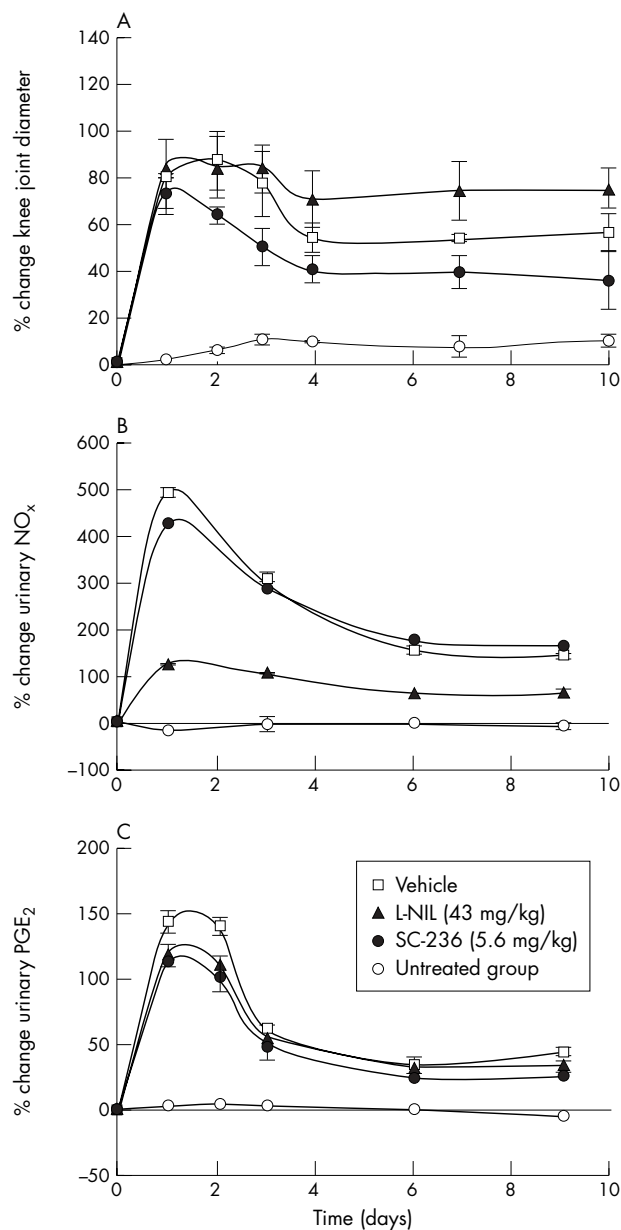 A
140
120
100
80
60
40
20
0
% change knee joint diameter
0 2 4 6 8 10
B
600
500
400
300
200
100
0
–100
% change urinary NOx
0 2 4 6 8 10
C
200
150
100
50
0
–50
% change urinary PGE2
Vehicle
L-NIL (43 mg/kg)
SC-236 (5.6 mg/kg)
Untreated group
0 2 4 6 8 10
Time (days)